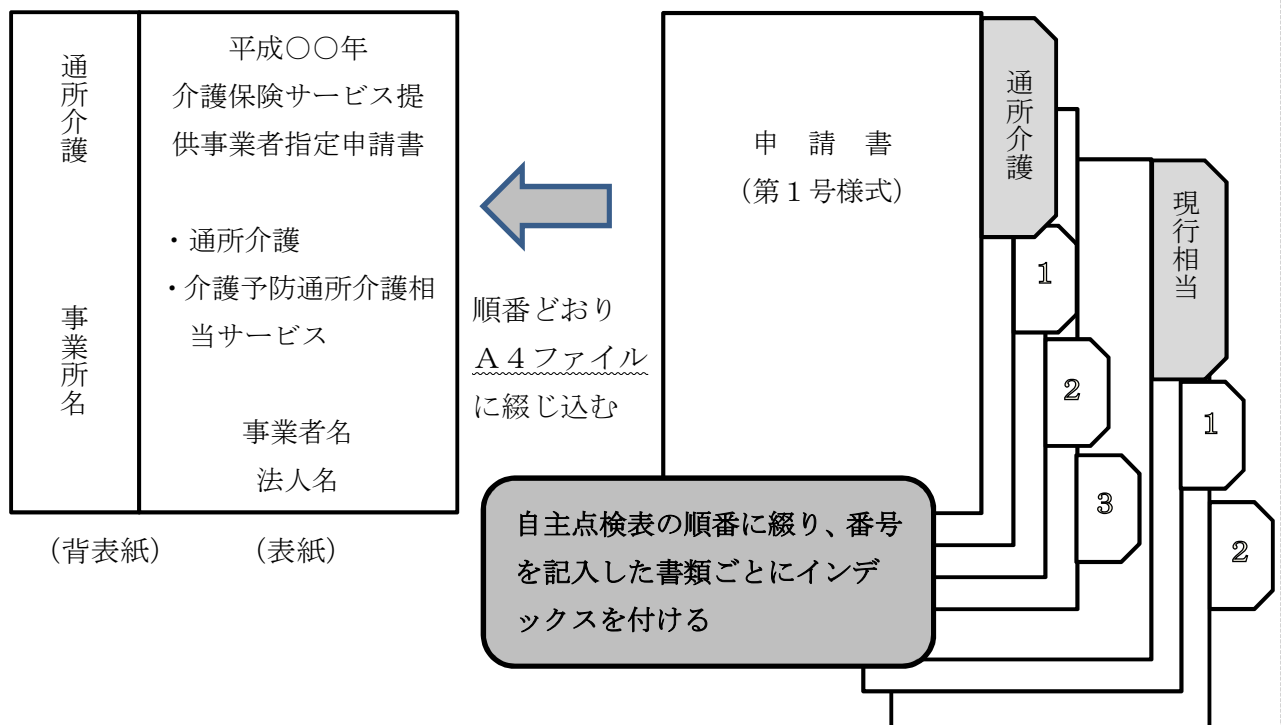 通所介護
事業所名
平成○○年
介護保険サービス提
供事業者指定申請書
・通所介護
・介護予防通所介護相
当サービス
事業者名
法人名
（背表紙）
（表紙）
順番どおり
Ａ４ファイル
に綴じ込む
申　請　書
（第１号様式）
通所介護
1
2
3
現行相当
1
2
自主点検表の順番に綴り、番号
を記入した書類ごとにインデ
ックスを付ける